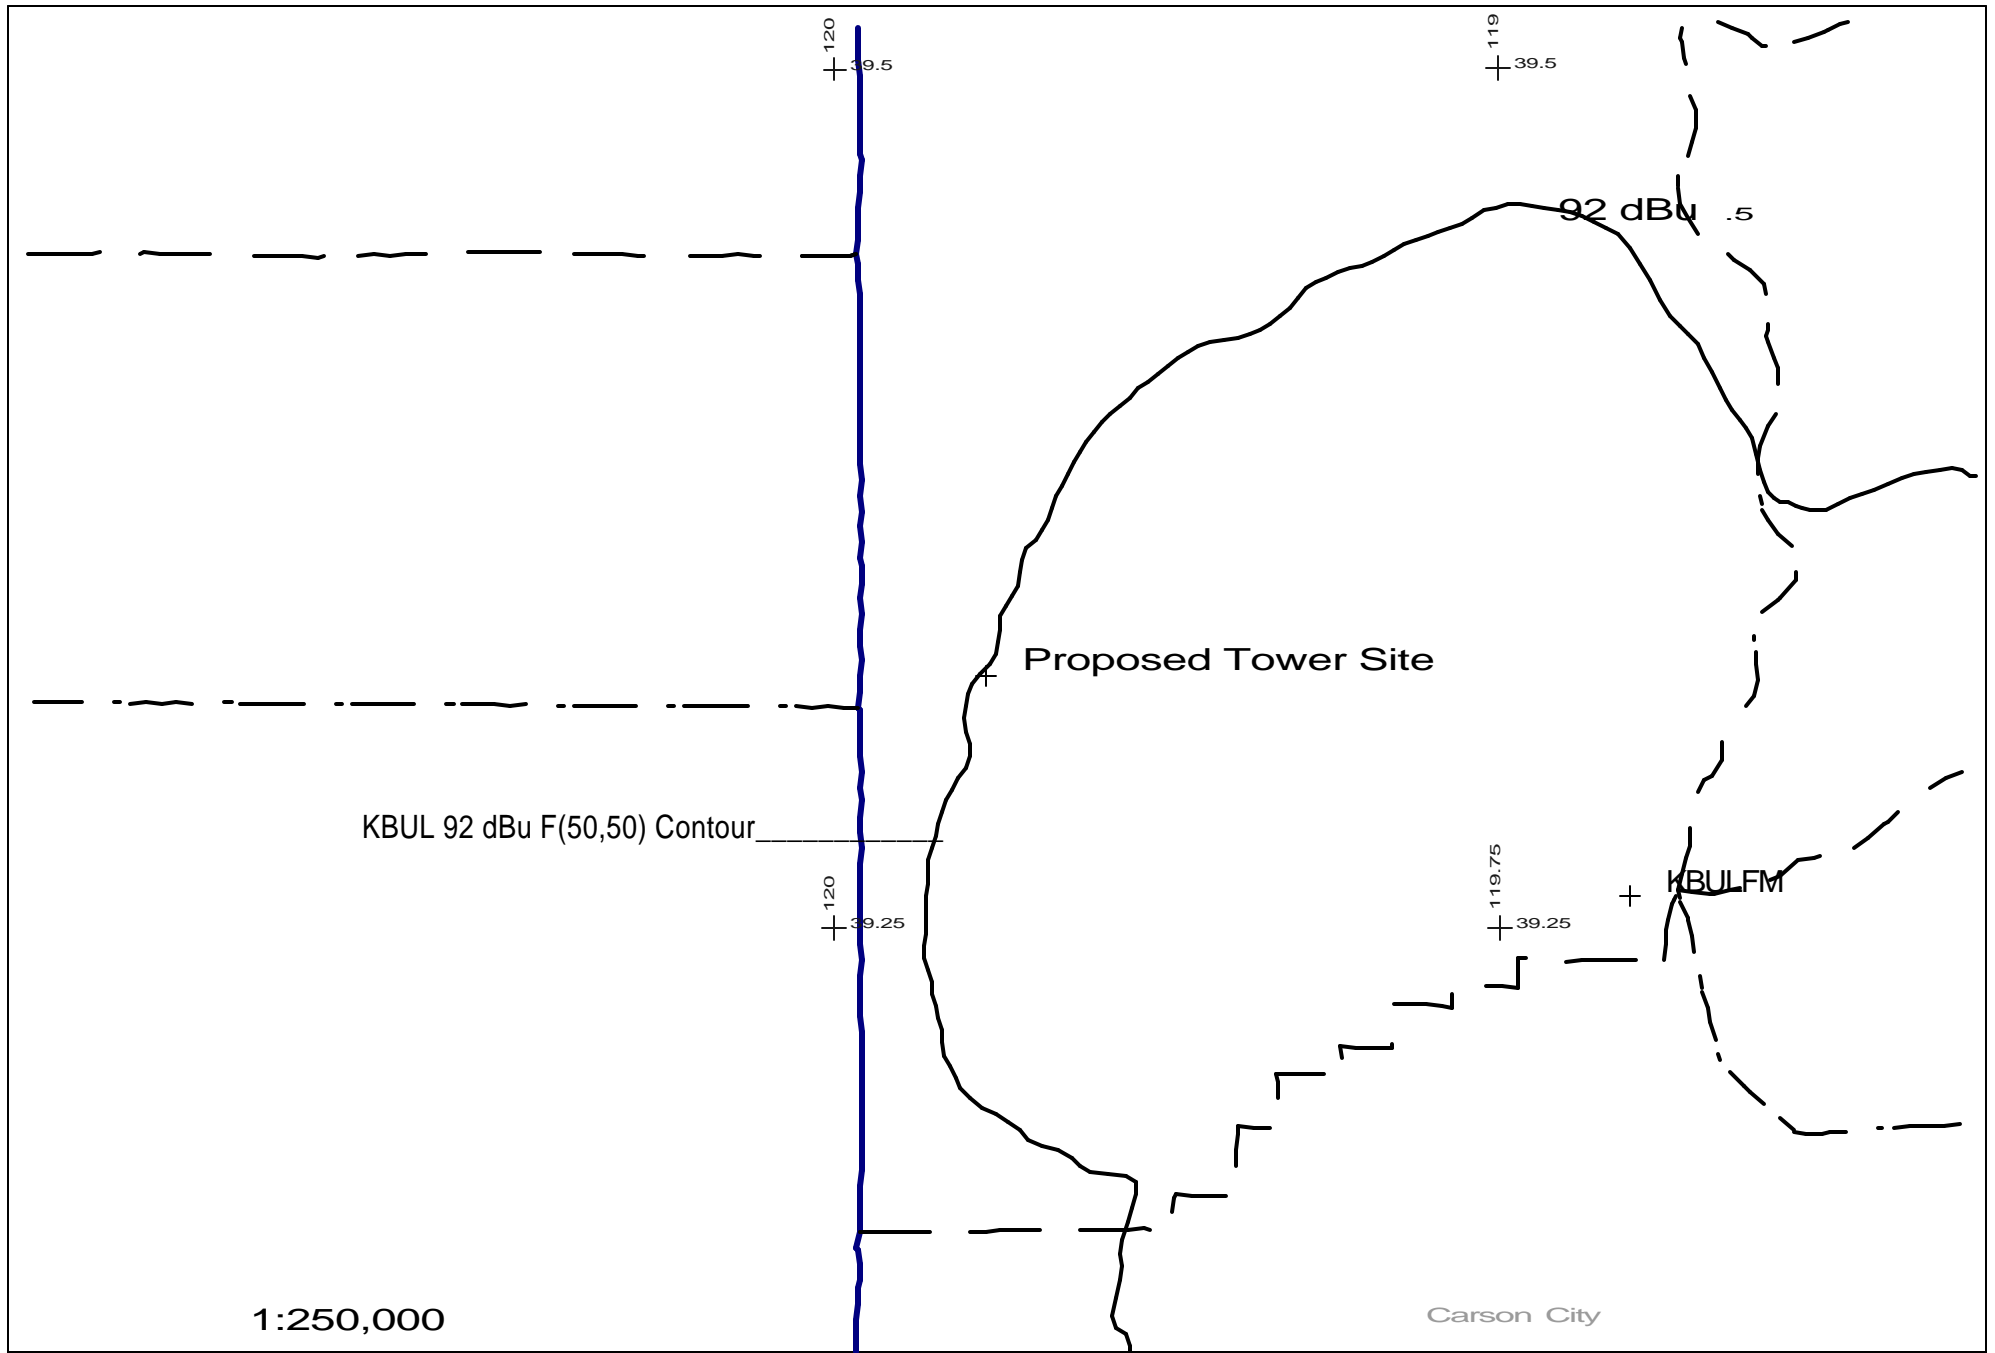 120
39.5
119
39.5
92 dBu .5
Proposed Tower Site
KBUL 92 dBu F(50,50) Contour____________
120
39.25
119.75
39.25
KBULFM
1:250,000
Carson City